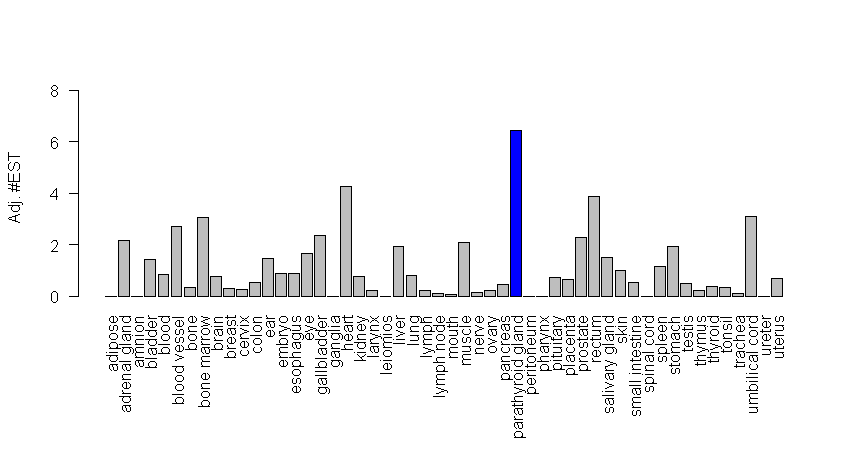 Adj. #EST
8
6
4
2
0
adipose
adrenal gland
amnion
bladder
blood
blood vessel
bone
bone marrow
brain
breast
cervix
colon
ear
embryo
esophagus
eye
gallbladder
ganglia
heart
kidney
larynx
leiomios
liver
lung
lymph
lymph node
mouth
muscle
nerve
ovary
pancreas
parathyroid gland
peritoneum
pharynx
pituitary
placenta
prostate
rectum
salivary gland
skin
small intestine
spinal cord
spleen
stomach
testis
thymus
thyroid
tonsil
trachea
umbilical cord
ureter
uterus